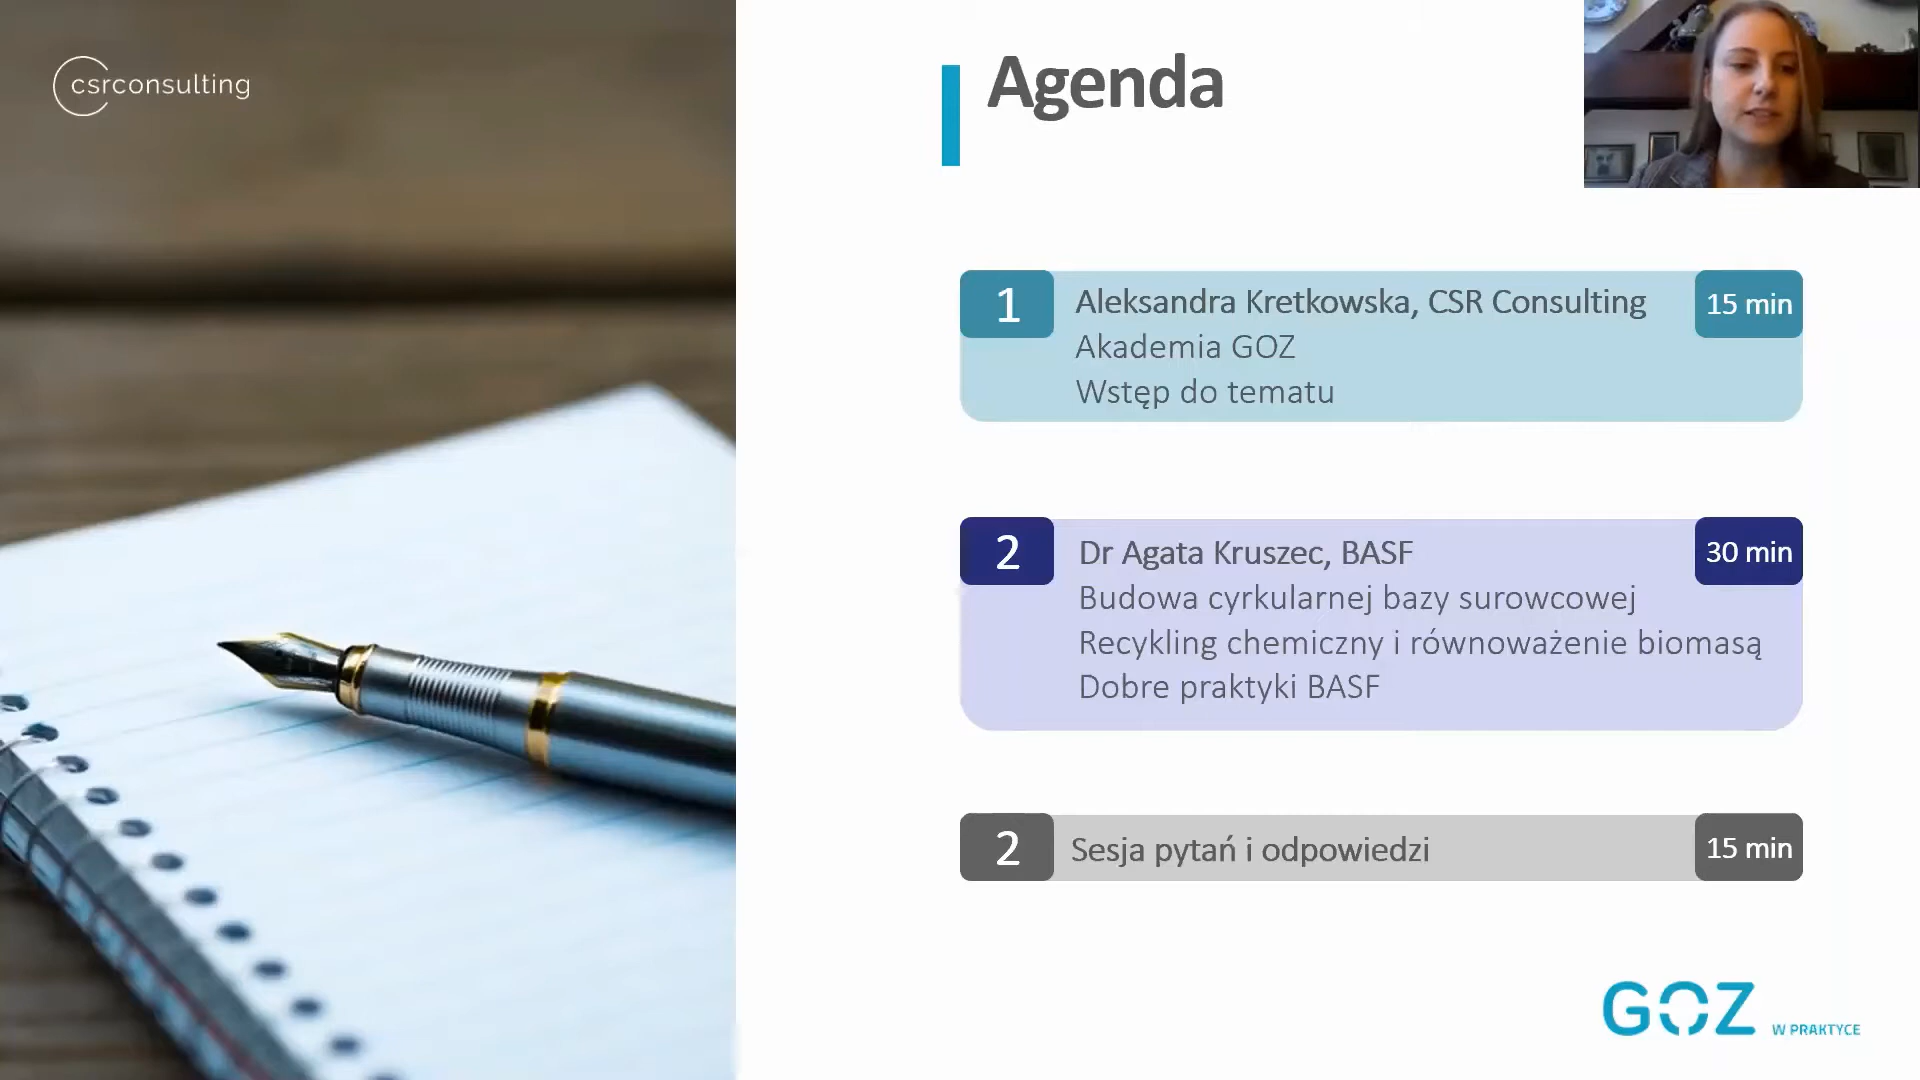 csrconsulting
Agenda
1
Aleksandra Kretkowska, CSR Consulting
15 min
Akademia GOZ
Wstęp do tematu
2
Dr Agata Kruszec, BASF
30 min
Budowa cyrkularnej bazy surowcowej
Recykling chemiczny i równoważenie biomasą
Dobre praktyki BASF
2
Sesja pytań i odpowiedzi
15 min
GOZ W PRAKTYCE